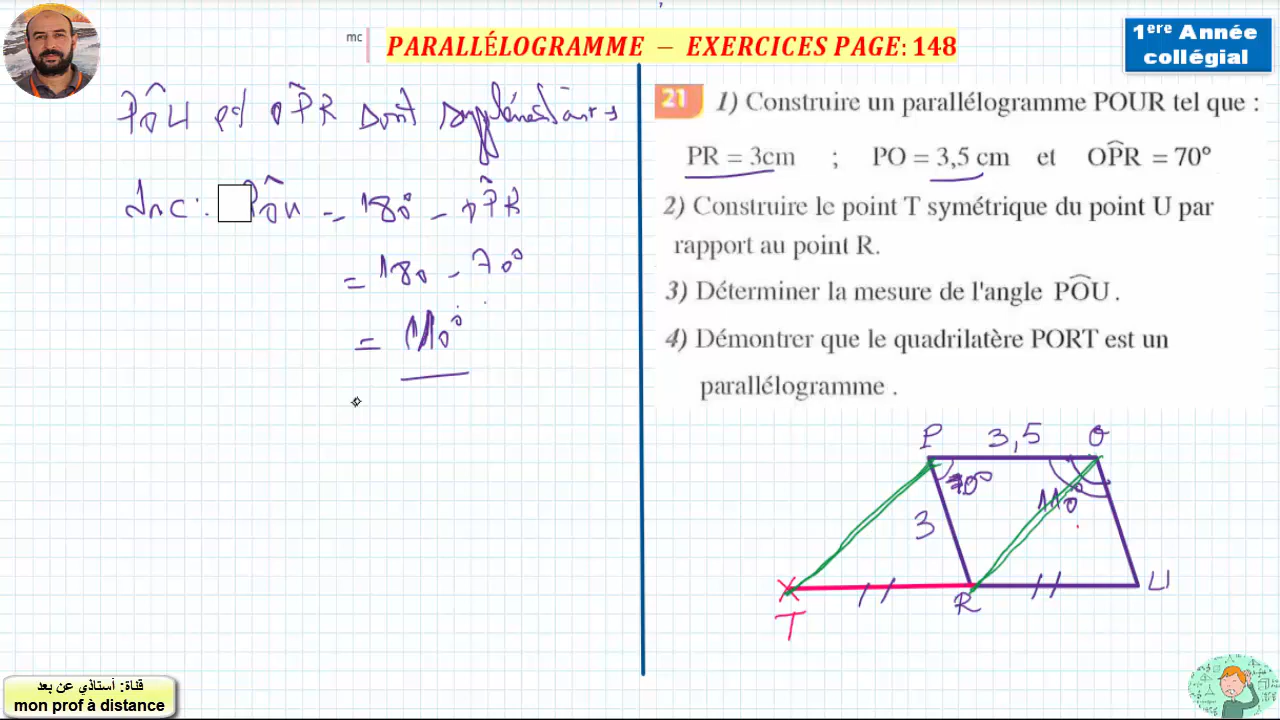 mc
PARALLÉLOGRAMME – EXERCICES PAGE: 148
1ere Année
collégial
PÔU et OP̂R sont supplémentaires
donc: PÔU = 180° - OP̂R
= 180 - 70°
= 110°
21 1) Construire un parallélogramme POUR tel que :
PR = 3cm ; PO = 3,5 cm et OP̂R = 70°
2) Construire le point T symétrique du point U par
rapport au point R.
3) Déterminer la mesure de l'angle PÔU .
4) Démontrer que le quadrilatère PORT est un
parallélogramme .
P 3,5 O
70°
110°
3
T R U
قناة: أستاذي عن بعد
mon prof à distance